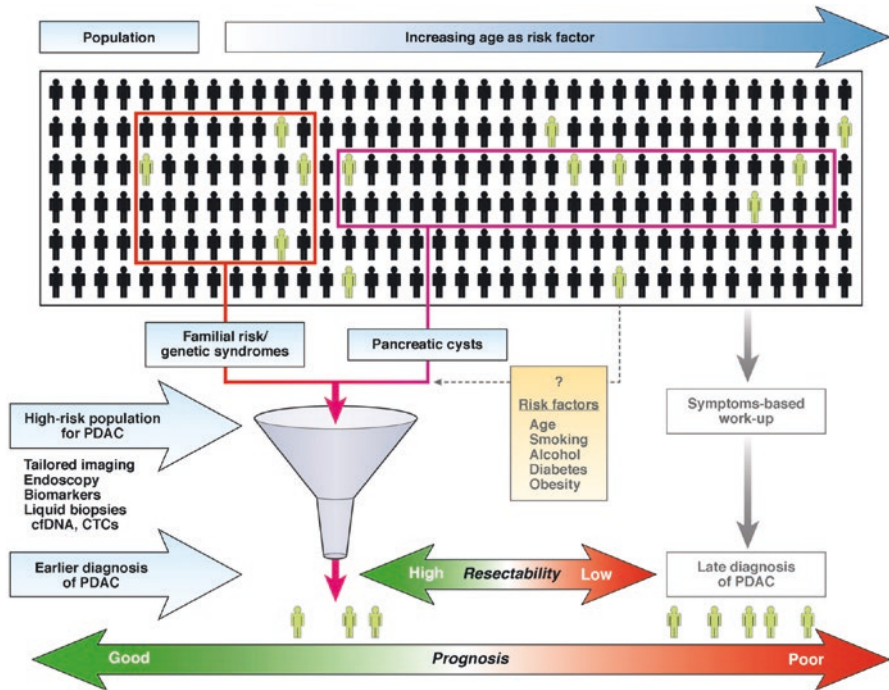 Population
Increasing age as risk factor
Familial risk/
genetic syndromes
Pancreatic cysts
?
Risk factors
Age
Smoking
Alcohol
Diabetes
Obesity
Symptoms-based
work-up
High-risk population
for PDAC
Tailored imaging
Endoscopy
Biomarkers
Liquid biopsies
cfDNA, CTCs
Earlier diagnosis
of PDAC
High Resectability Low
Late diagnosis
of PDAC
Good Prognosis Poor